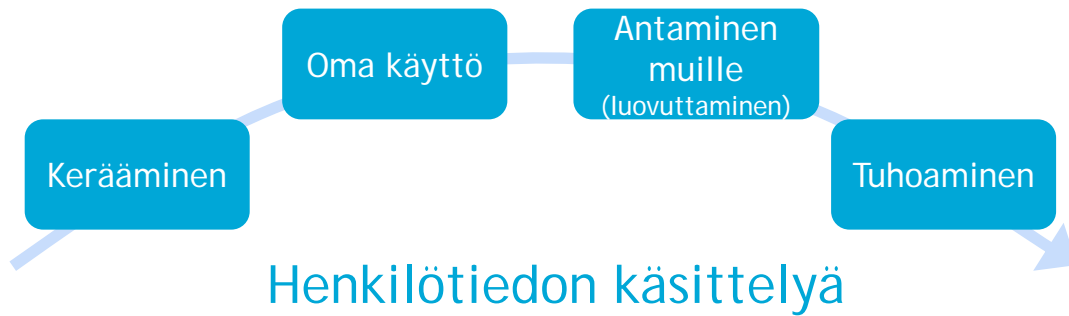 Kerääminen
Oma käyttö
Antaminen
muille
(luovuttaminen)
Tuhoaminen
Henkilötiedon käsittelyä